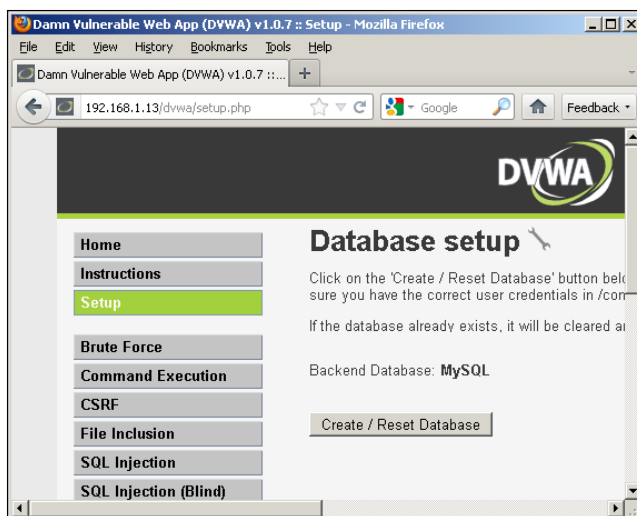 Damn Vulnerable Web App (DVWA) v1.0.7 :: Setup - Mozilla Firefox
File Edit View History Bookmarks Tools Help
Damn Vulnerable Web App (DVWA) v1.0.7 ::...
192.168.1.13/dvwa/setup.php
Google
Feedback
DVWA
Home
Instructions
Setup
Brute Force
Command Execution
CSRF
File Inclusion
SQL Injection
SQL Injection (Blind)
Database setup
Click on the 'Create / Reset Database' button
sure you have the correct user credentials in
If the database already exists, it will be cleared
Backend Database: MySQL
Create / Reset Database